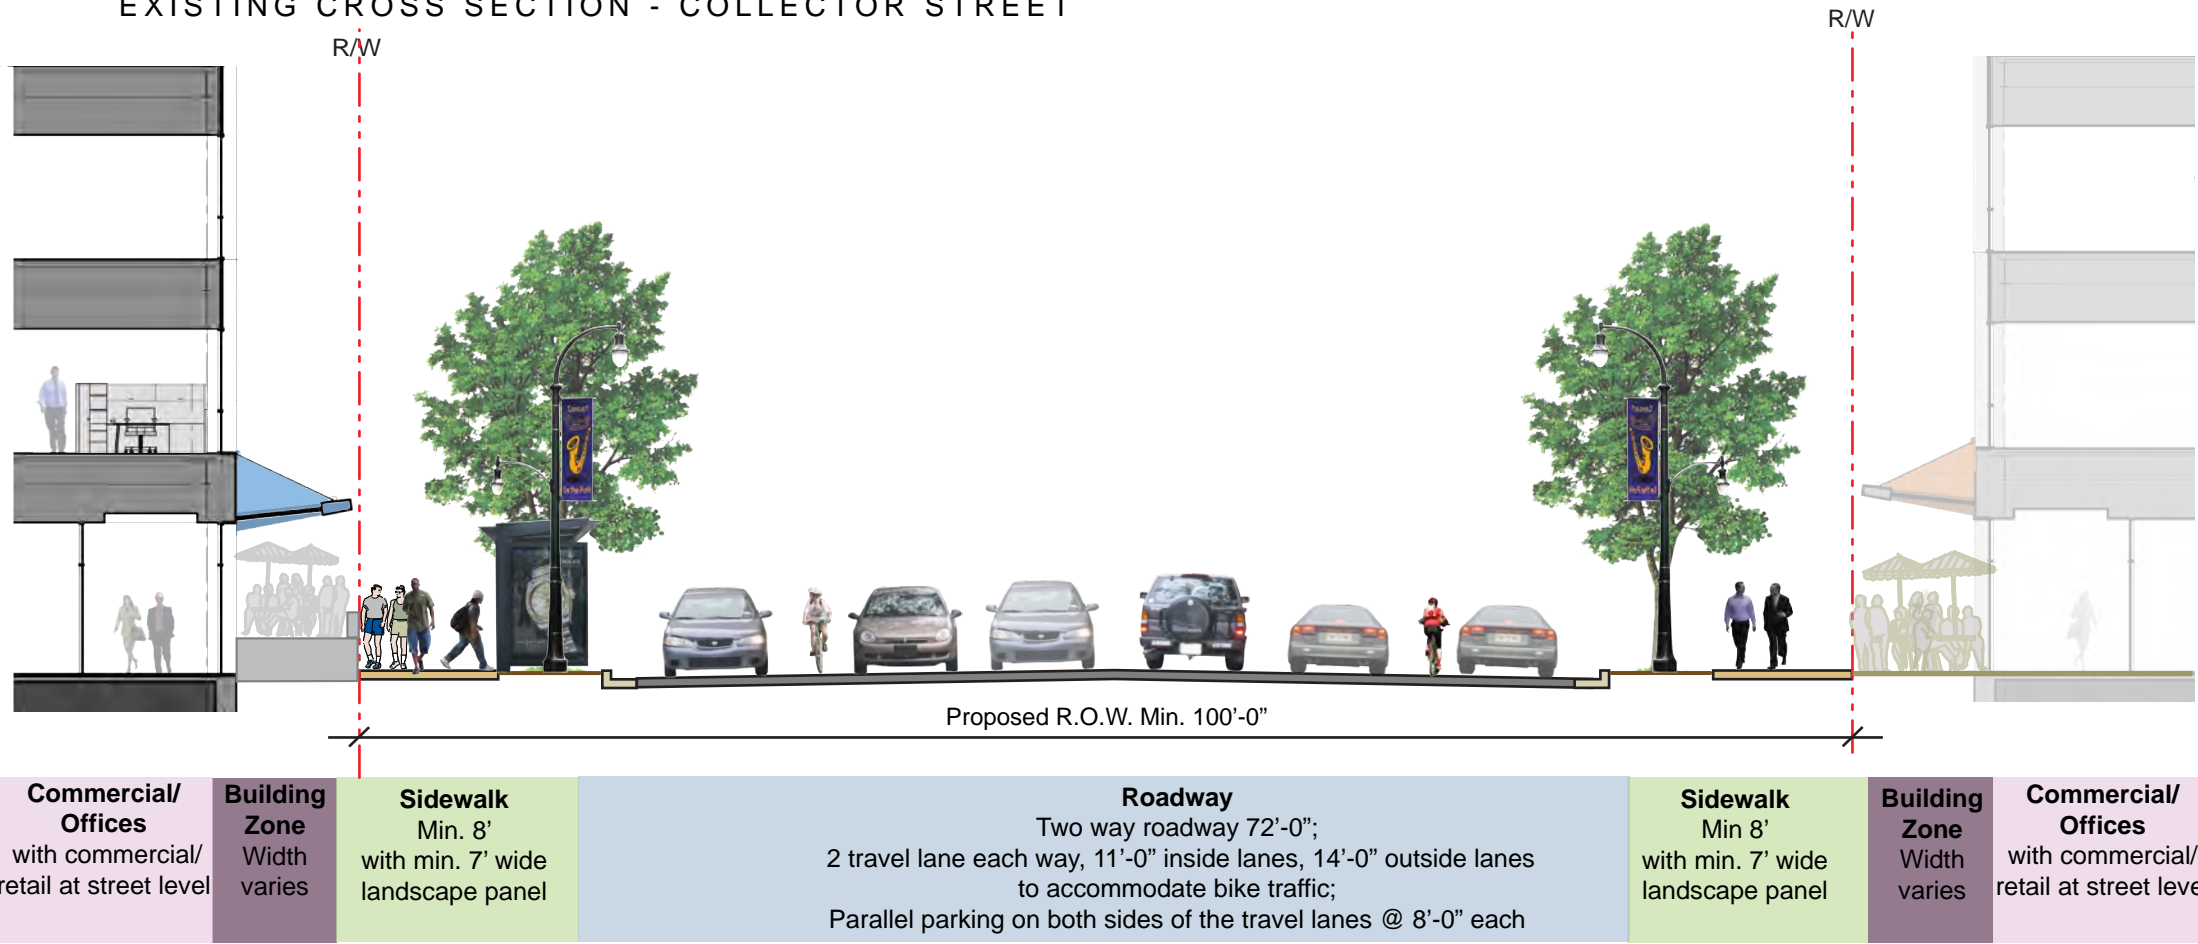 EXISTING CROSS SECTION - COLLECTOR STREET
R/W
R/W
Proposed R.O.W. Min. 100’-0”
Commercial/
Offices
with commercial/
retail at street level
Building
Zone
Width
varies
Sidewalk
Min. 8’
with min. 7’ wide
landscape panel
Roadway
Two way roadway 72’-0”;
2 travel lane each way, 11’-0” inside lanes, 14’-0” outside lanes
to accommodate bike traffic;
Parallel parking on both sides of the travel lanes @ 8’-0” each
Sidewalk
Min 8’
with min. 7’ wide
landscape panel
Building
Zone
Width
varies
Commercial/
Offices
with commercial/
retail at street leve